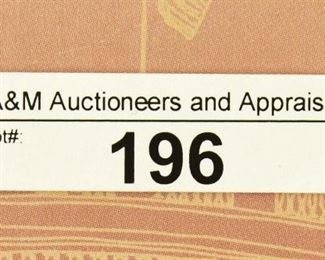 A&M Auctioneers and Apprais
ot#:
196